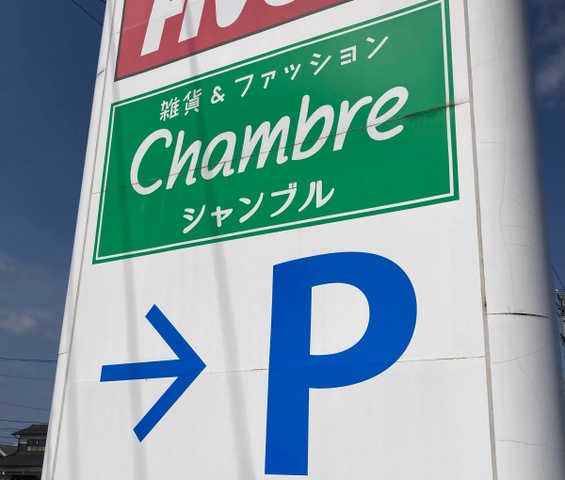 雑貨 & ファッション
Chambre
シャンブル
→ P